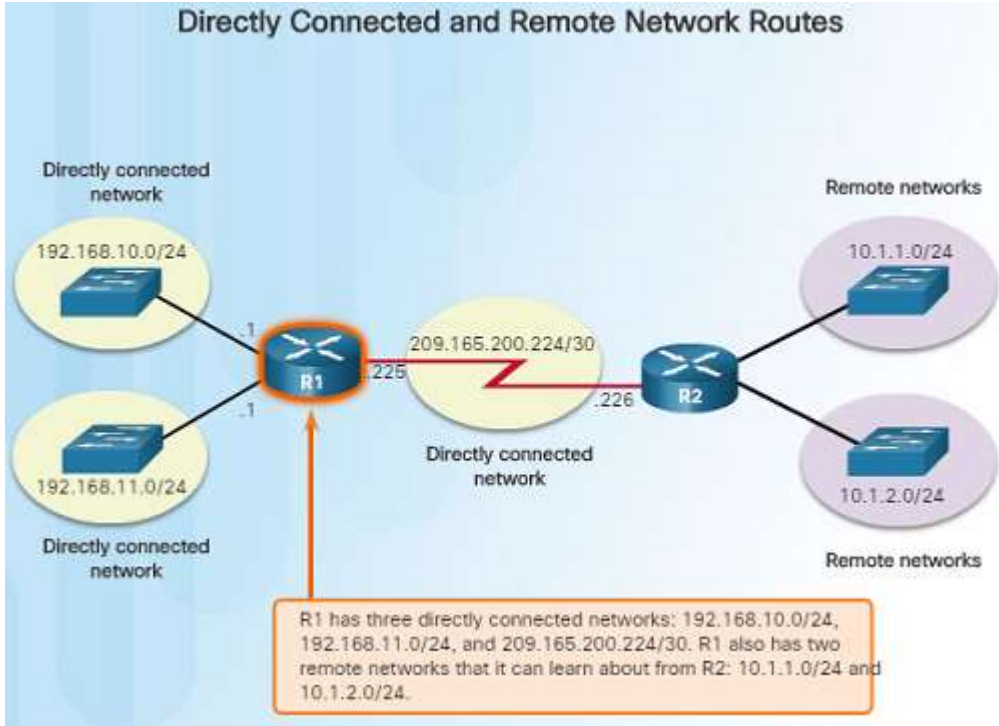 Directly Connected and Remote Network Routes
Directly connected
network
192.168.10.0/24
.1
R1
.1
192.168.11.0/24
Directly connected
network
209.165.200.224/30
.225
.226
Directly connected
network
R2
Remote networks
10.1.1.0/24
10.1.2.0/24
Remote networks
R1 has three directly connected networks: 192.168.10.0/24,
192.168.11.0/24, and 209.165.200.224/30. R1 also has two
remote networks that it can learn about from R2: 10.1.1.0/24 and
10.1.2.0/24.